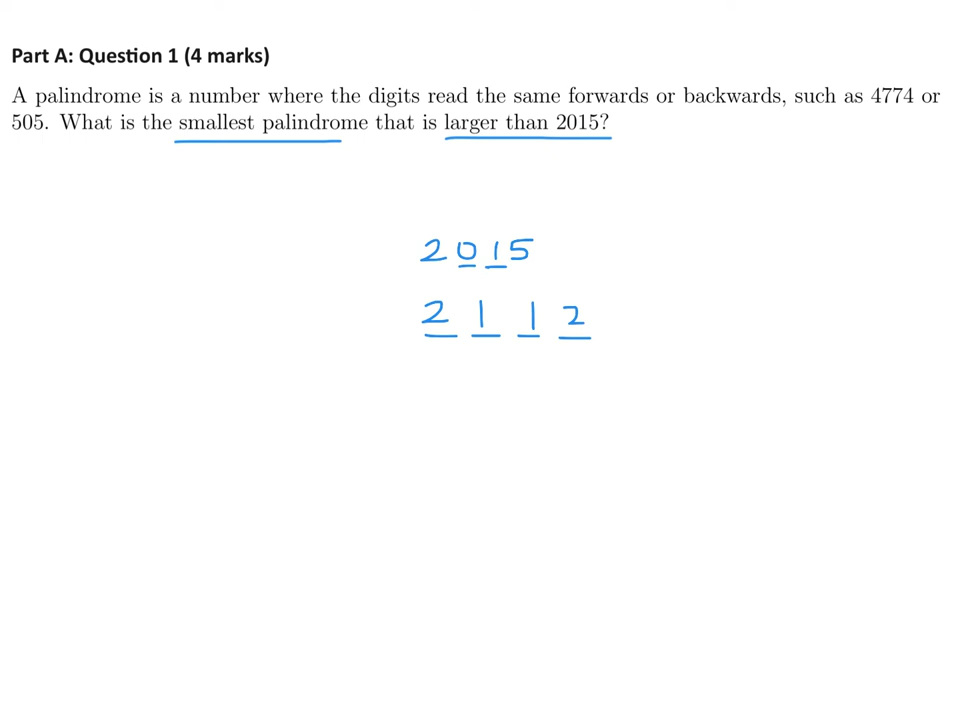 Part A: Question 1 (4 marks)
A palindrome is a number where the digits read the same forwards or backwards, such as 4774 or
505. What is the smallest palindrome that is larger than 2015?
2015
2 1 1 2